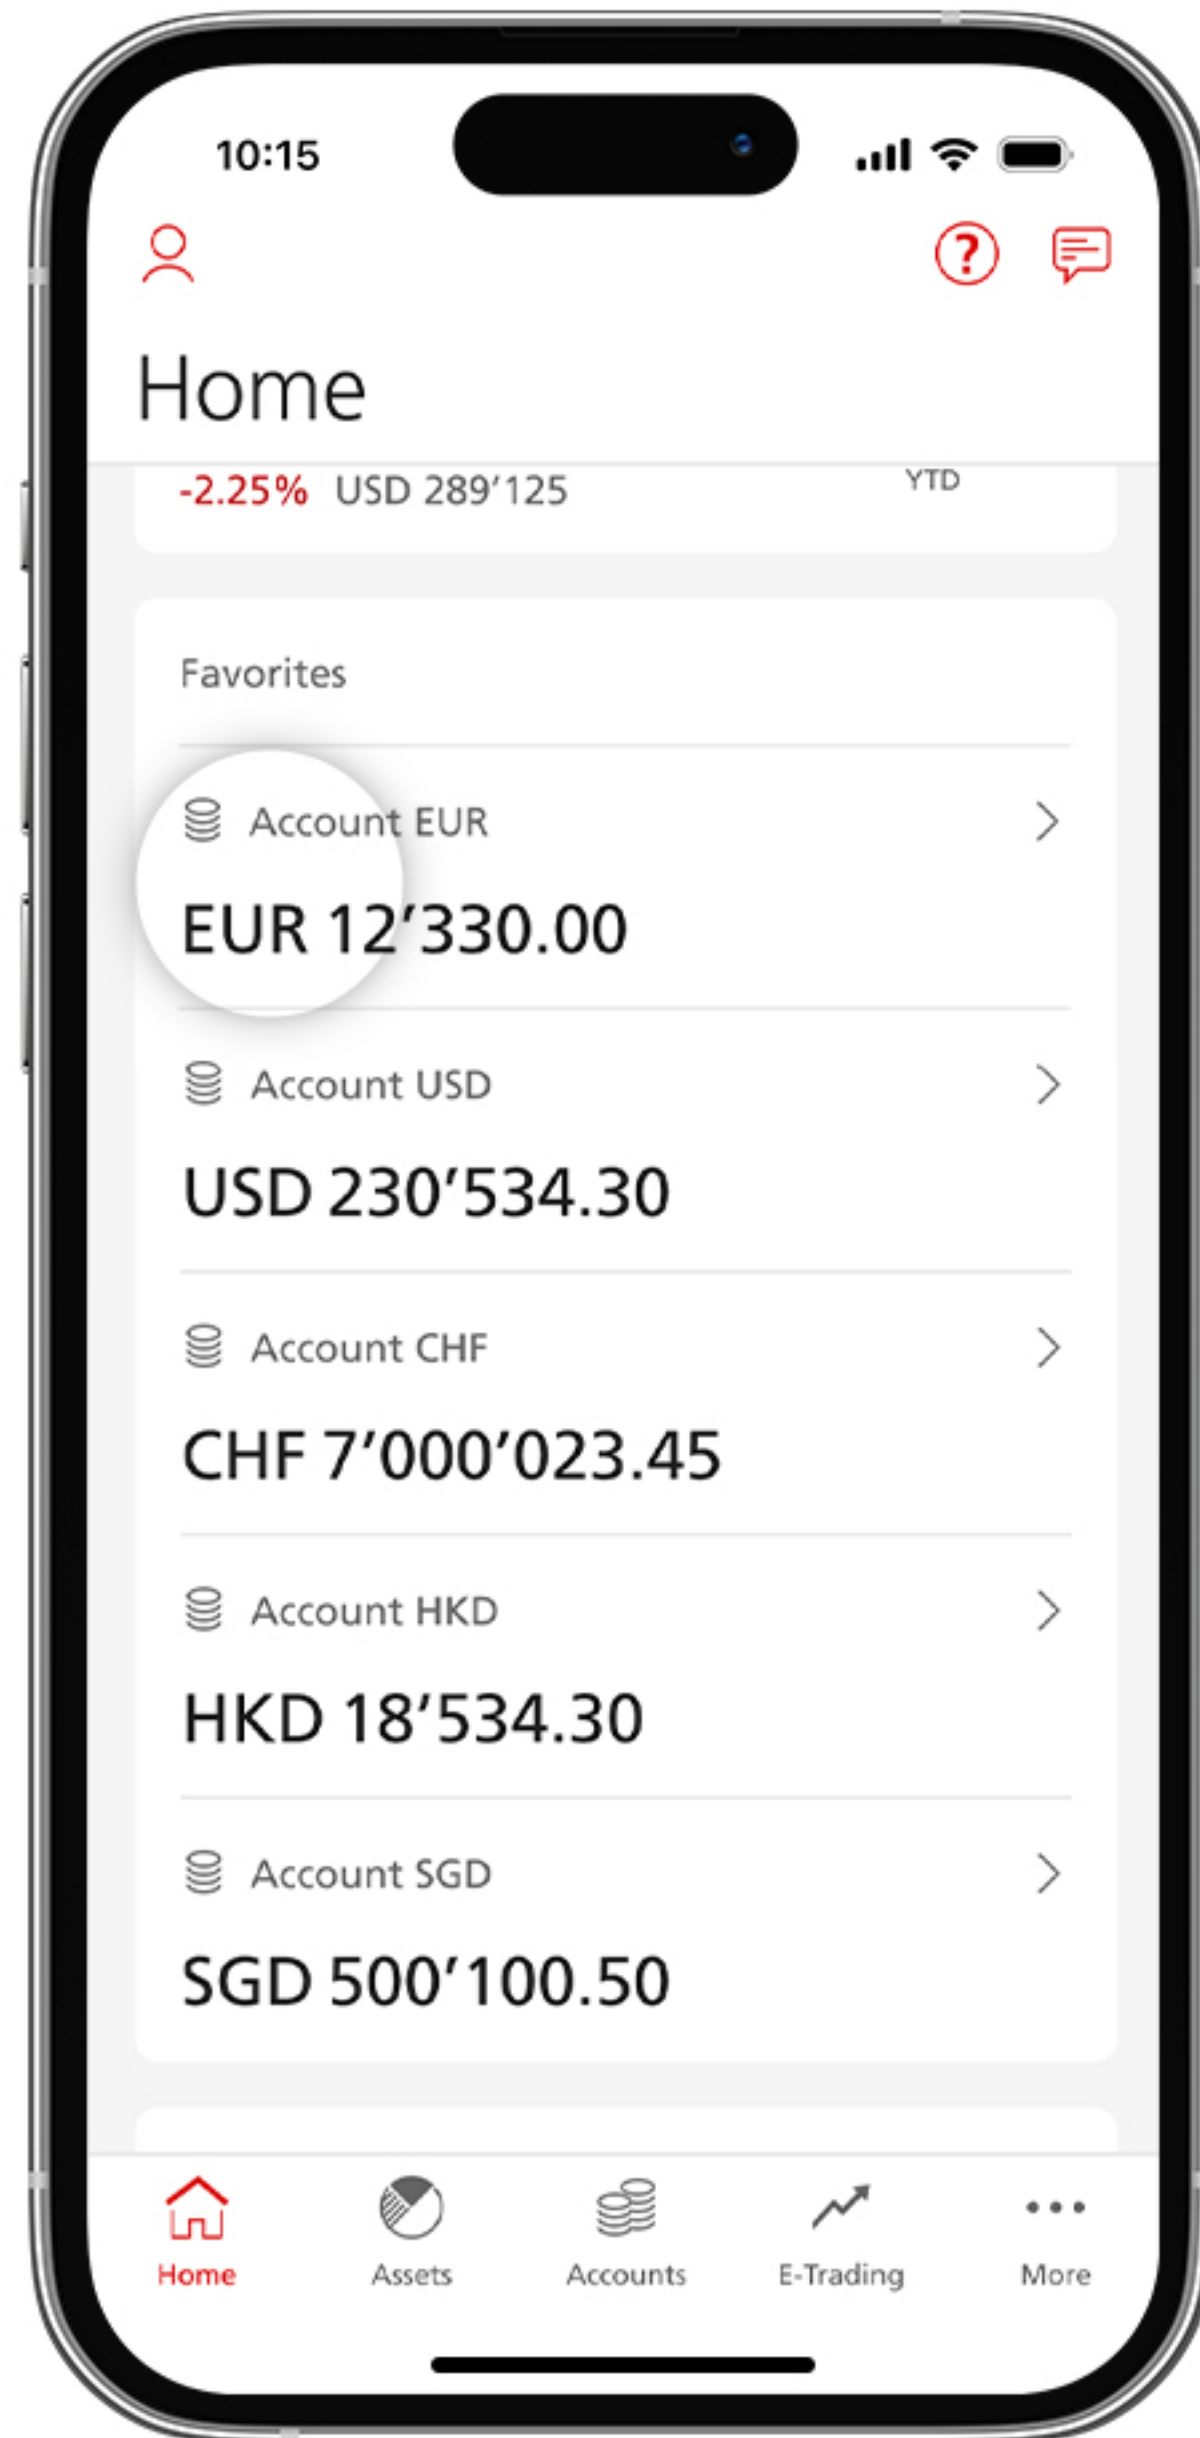 10:15
?
Home
-2.25% USD 289’125 YTD
Favorites
Account EUR
EUR 12’330.00
Account USD
USD 230’534.30
Account CHF
CHF 7’000’023.45
Account HKD
HKD 18’534.30
Account SGD
SGD 500’100.50
Home Assets Accounts E-Trading More